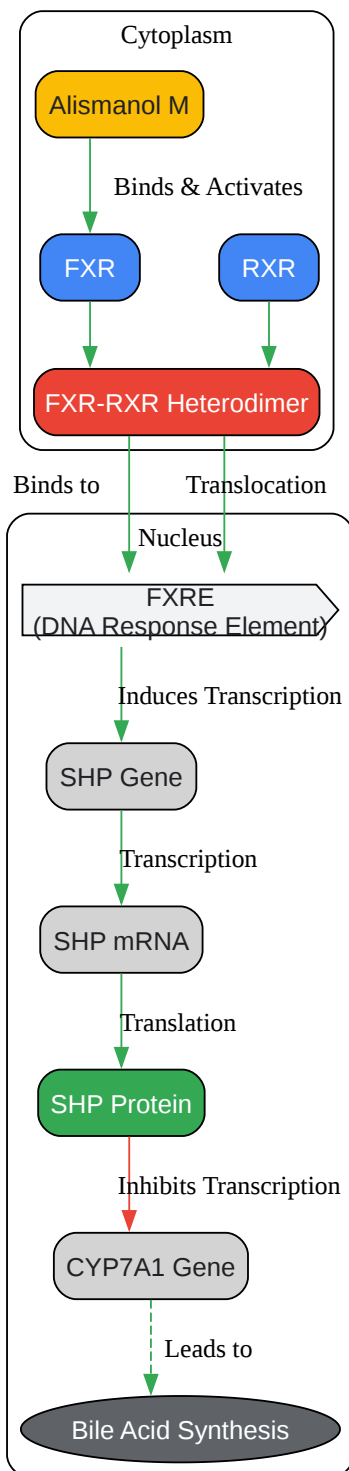 Cytoplasm
Alismanol M
Binds & Activates
FXR
RXR
FXR-RXR Heterodimer
Binds to
Translocation
Nucleus
FXRE
(DNA Response Element)
Induces Transcription
SHP Gene
Transcription
SHP mRNA
Translation
SHP Protein
Inhibits Transcription
CYP7A1 Gene
Leads to
Bile Acid Synthesis